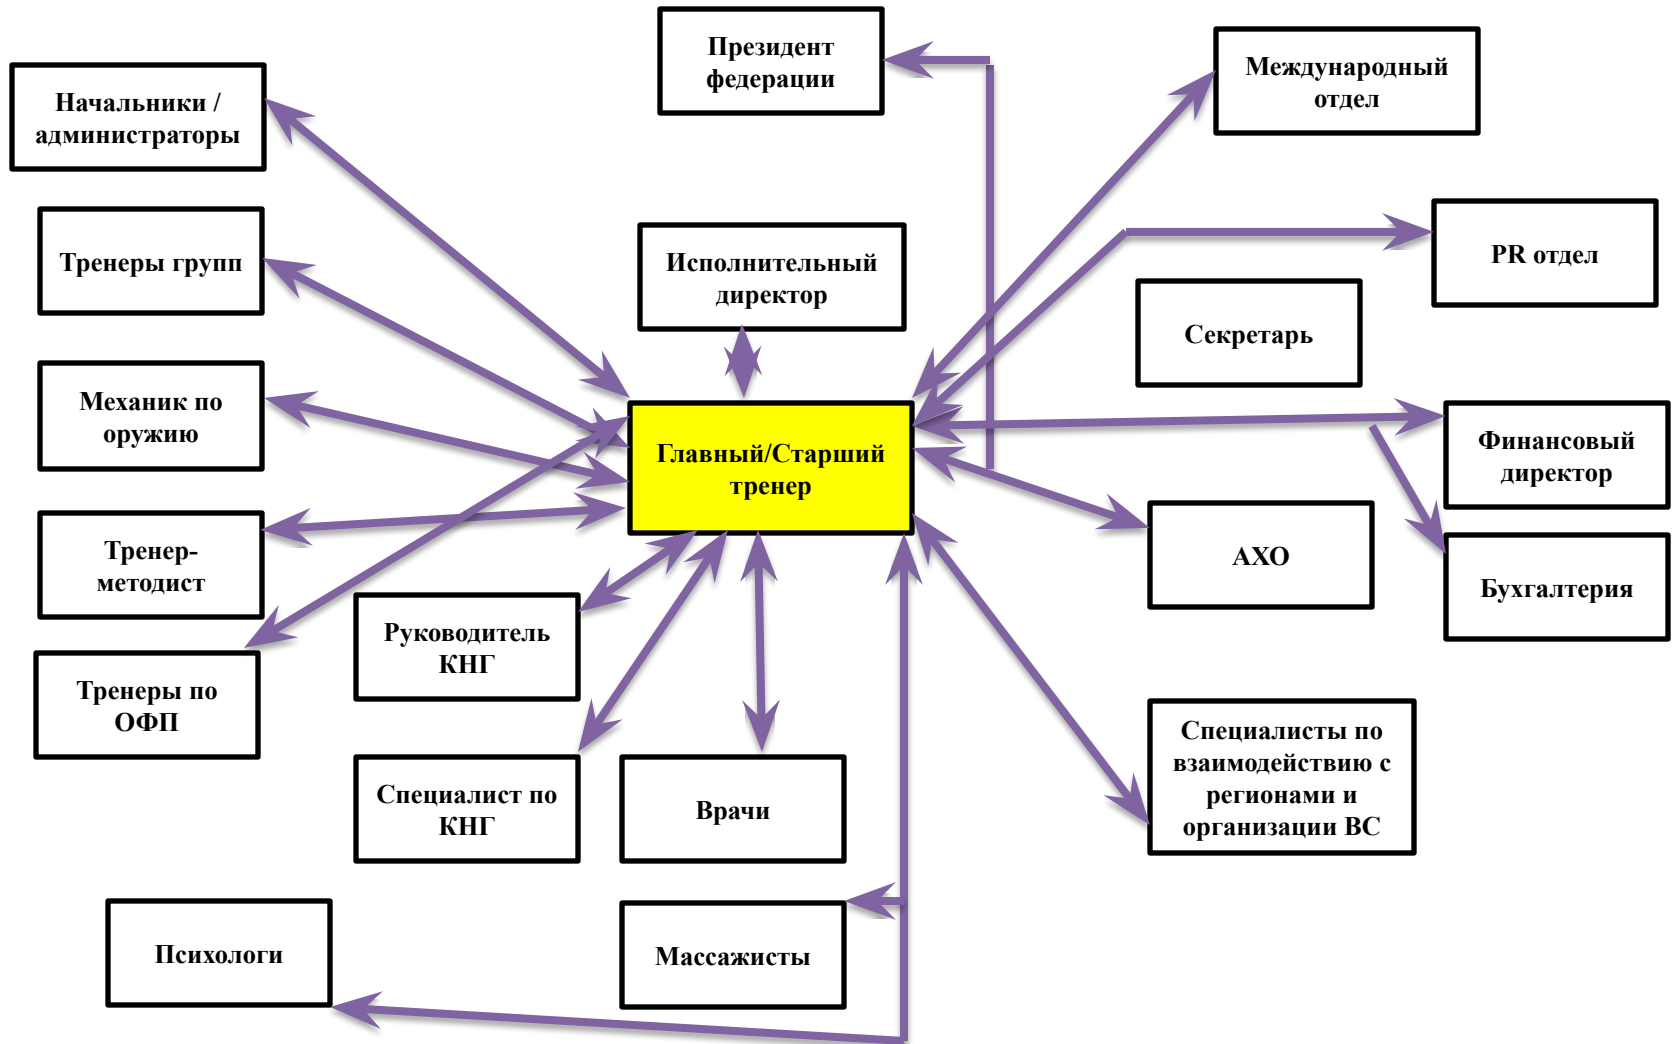 Президент
федерации
Международный
отдел
Начальники /
администраторы
Тренеры групп
Исполнительный
директор
PR отдел
Секретарь
Механик по
оружию
Главный/Старший
тренер
Финансовый
директор
Тренер-
методист
АХО
Бухгалтерия
Руководитель
КНГ
Тренеры по
ОФП
Специалист по
КНГ
Врачи
Специалисты по
взаимодействию с
регионами и
организации ВС
Психологи
Массажисты